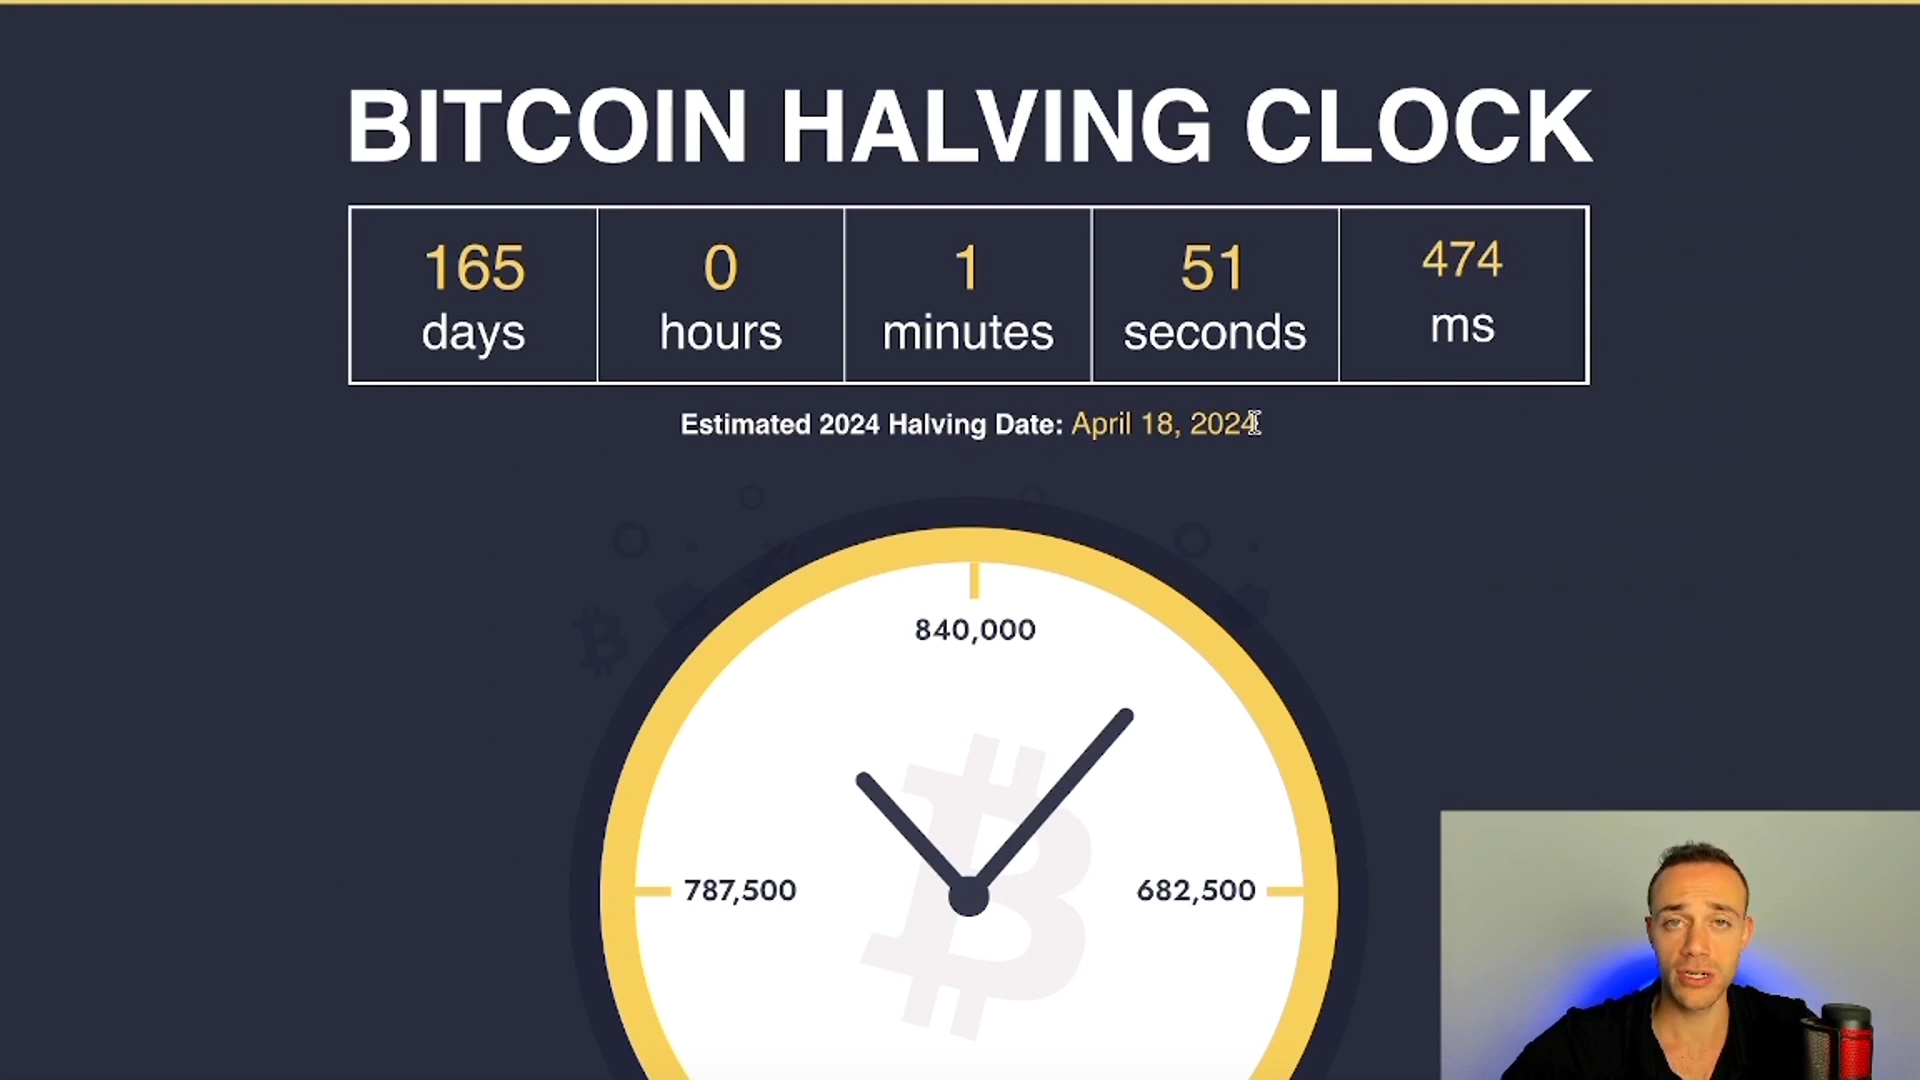 BITCOIN HALVING CLOCK
165 0 1 51 474
days hours minutes seconds ms
Estimated 2024 Halving Date: April 18, 2024
840,000
787,500 682,500